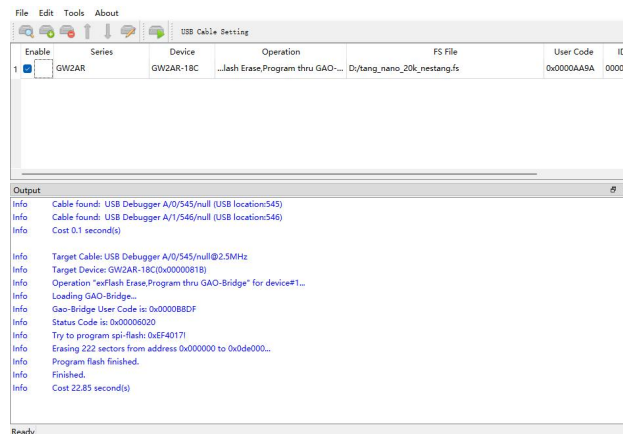 File Edit Tools About
USB Cable Setting
Enable Series Device Operation FS File User Code ID
1 GW2AR GW2AR-18C ...lash Erase,Program thru GAO-... D:/tang_nano_20k_nestang.fs 0x0000AA9A 0000
Output
Info Cable found: USB Debugger A/0/545/null (USB location:545)
Info Cable found: USB Debugger A/1/546/null (USB location:546)
Info Cost 0.1 second(s)
Info Target Cable: USB Debugger A/0/545/null@2.5MHz
Info Target Device: GW2AR-18C(0x0000081B)
Info Operation "exFlash Erase,Program thru GAO-Bridge" for device#1...
Info Loading GAO-Bridge...
Info Gao-Bridge User Code is: 0x0000B8DF
Info Status Code is: 0x00006020
Info Try to program spi-flash: 0xEF4017!
Info Erasing 222 sectors from address 0x000000 to 0x0de000...
Info Program flash finished.
Info Finished.
Info Cost 22.85 second(s)
Ready